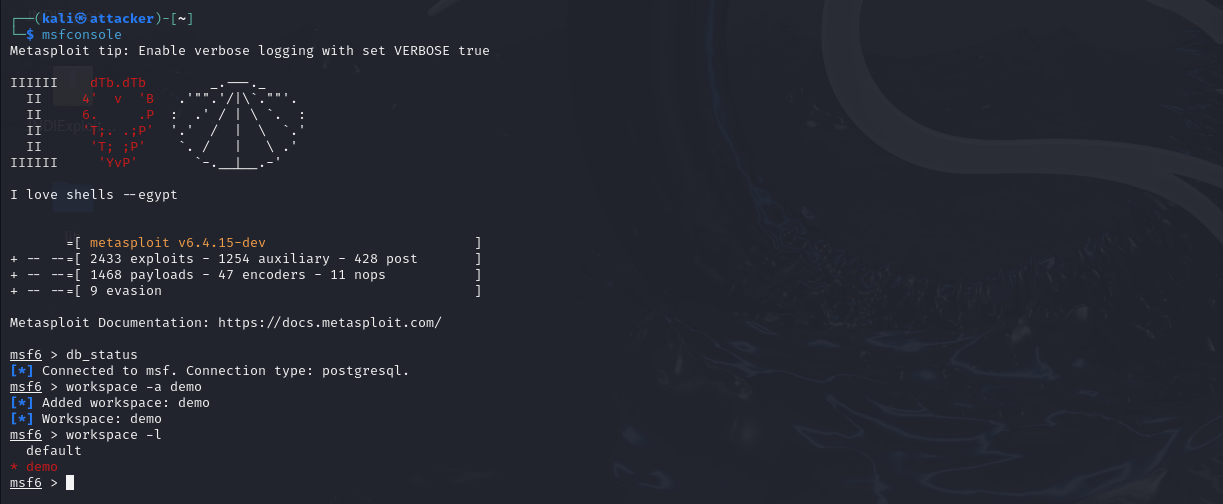 ┌──(kali㉿attacker)-[~]
└─$ msfconsole
Metasploit tip: Enable verbose logging with set VERBOSE true

IIIIII    dTb.dTb        _.---._
  II     4'  v  'B   .'"".'/|\`.""'.
  II     6.     .P  :  .' / | \ `.  :
  II     'T;. .;P'  '.'  /  |  \  `.'
  II      'T; ;P'    `. /   |   \ .'
IIIIII     'YvP'       `-.__|__.-'

I love shells --egypt


       =[ metasploit v6.4.15-dev                          ]
+ -- --=[ 2433 exploits - 1254 auxiliary - 428 post       ]
+ -- --=[ 1468 payloads - 47 encoders - 11 nops           ]
+ -- --=[ 9 evasion                                       ]

Metasploit Documentation: https://docs.metasploit.com/

msf6 > db_status
[*] Connected to msf. Connection type: postgresql.
msf6 > workspace -a demo
[*] Added workspace: demo
[*] Workspace: demo
msf6 > workspace -l
  default
* demo
msf6 >